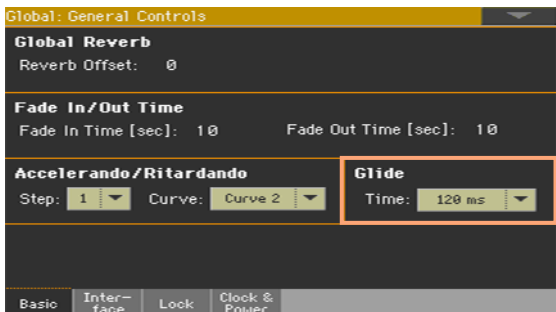 Global: General Controls
Global Reverb
Reverb Offset: 0
Fade In/Out Time
Fade In Time [sec]: 10 Fade Out Time [sec]: 10
Accelerando/Ritardando Glide
Step: 1 Curve: Curve 2 Time: 120 ms
Basic Inter- Lock Clock &
face Power